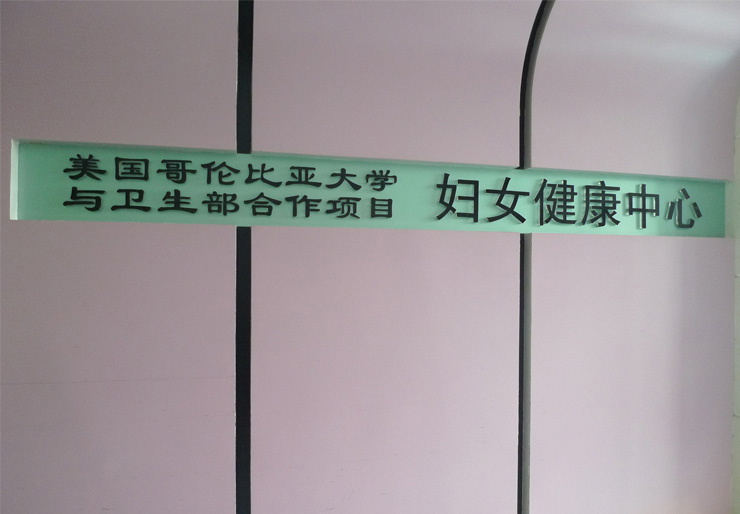 美国哥伦比亚大学
与卫生部合作项目
妇女健康中心